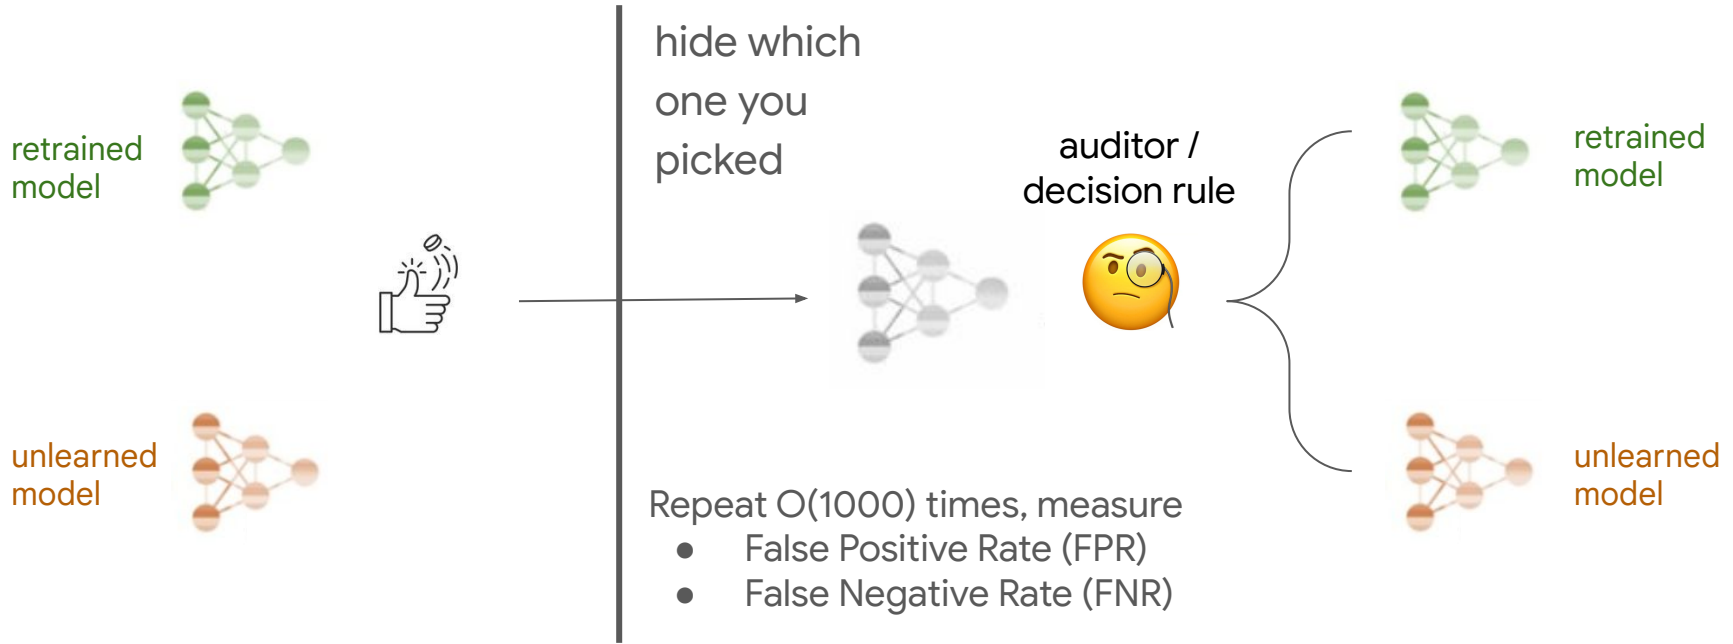 retrained
model
unlearned
model
hide which
one you
picked
auditor /
decision rule
Repeat O(1000) times, measure
● False Positive Rate (FPR)
● False Negative Rate (FNR)
retrained
model
unlearned
model